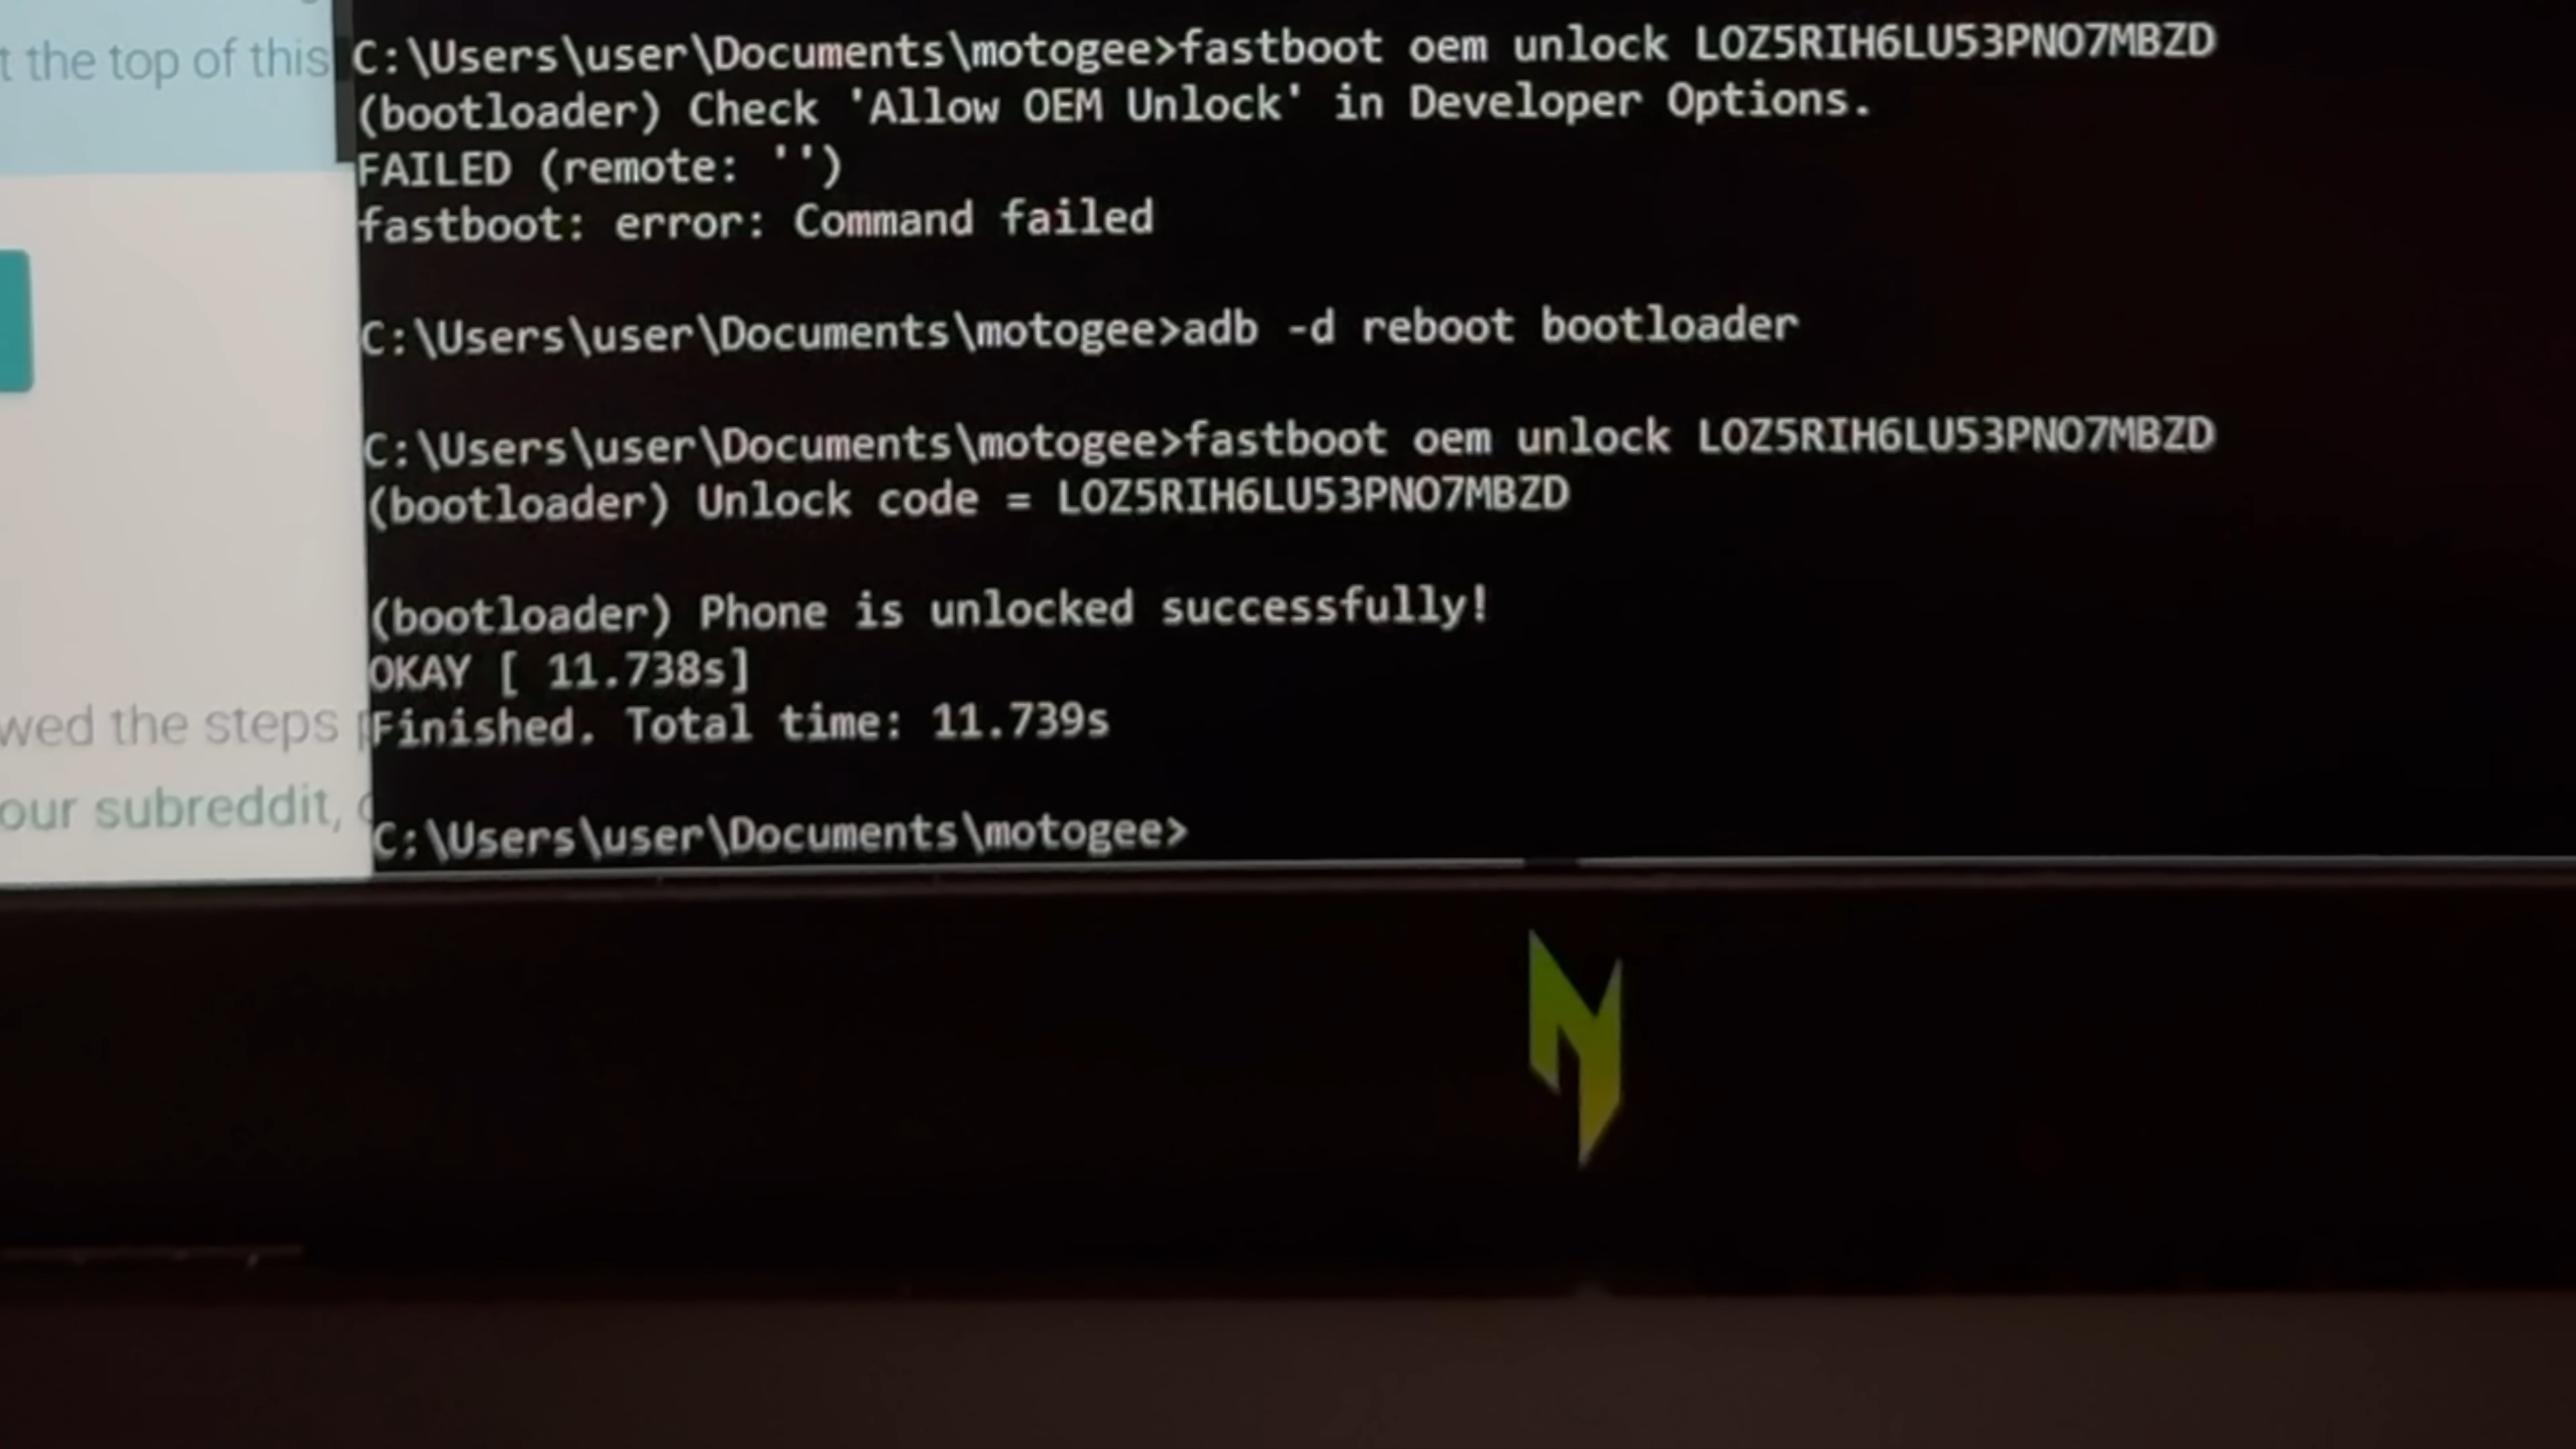 t the top of this
C:\Users\user\Documents\motogee>fastboot oem unlock LOZ5RIH6LU53PNO7MBZD
(bootloader) Check 'Allow OEM Unlock' in Developer Options.
FAILED (remote: '')
fastboot: error: Command failed
C:\Users\user\Documents\motogee>adb -d reboot bootloader
C:\Users\user\Documents\motogee>fastboot oem unlock LOZ5RIH6LU53PNO7MBZD
(bootloader) Unlock code = LOZ5RIH6LU53PNO7MBZD
(bootloader) Phone is unlocked successfully!
OKAY [ 11.738s]
wed the steps
Finished. Total time: 11.739s
our subreddit,
C:\Users\user\Documents\motogee>